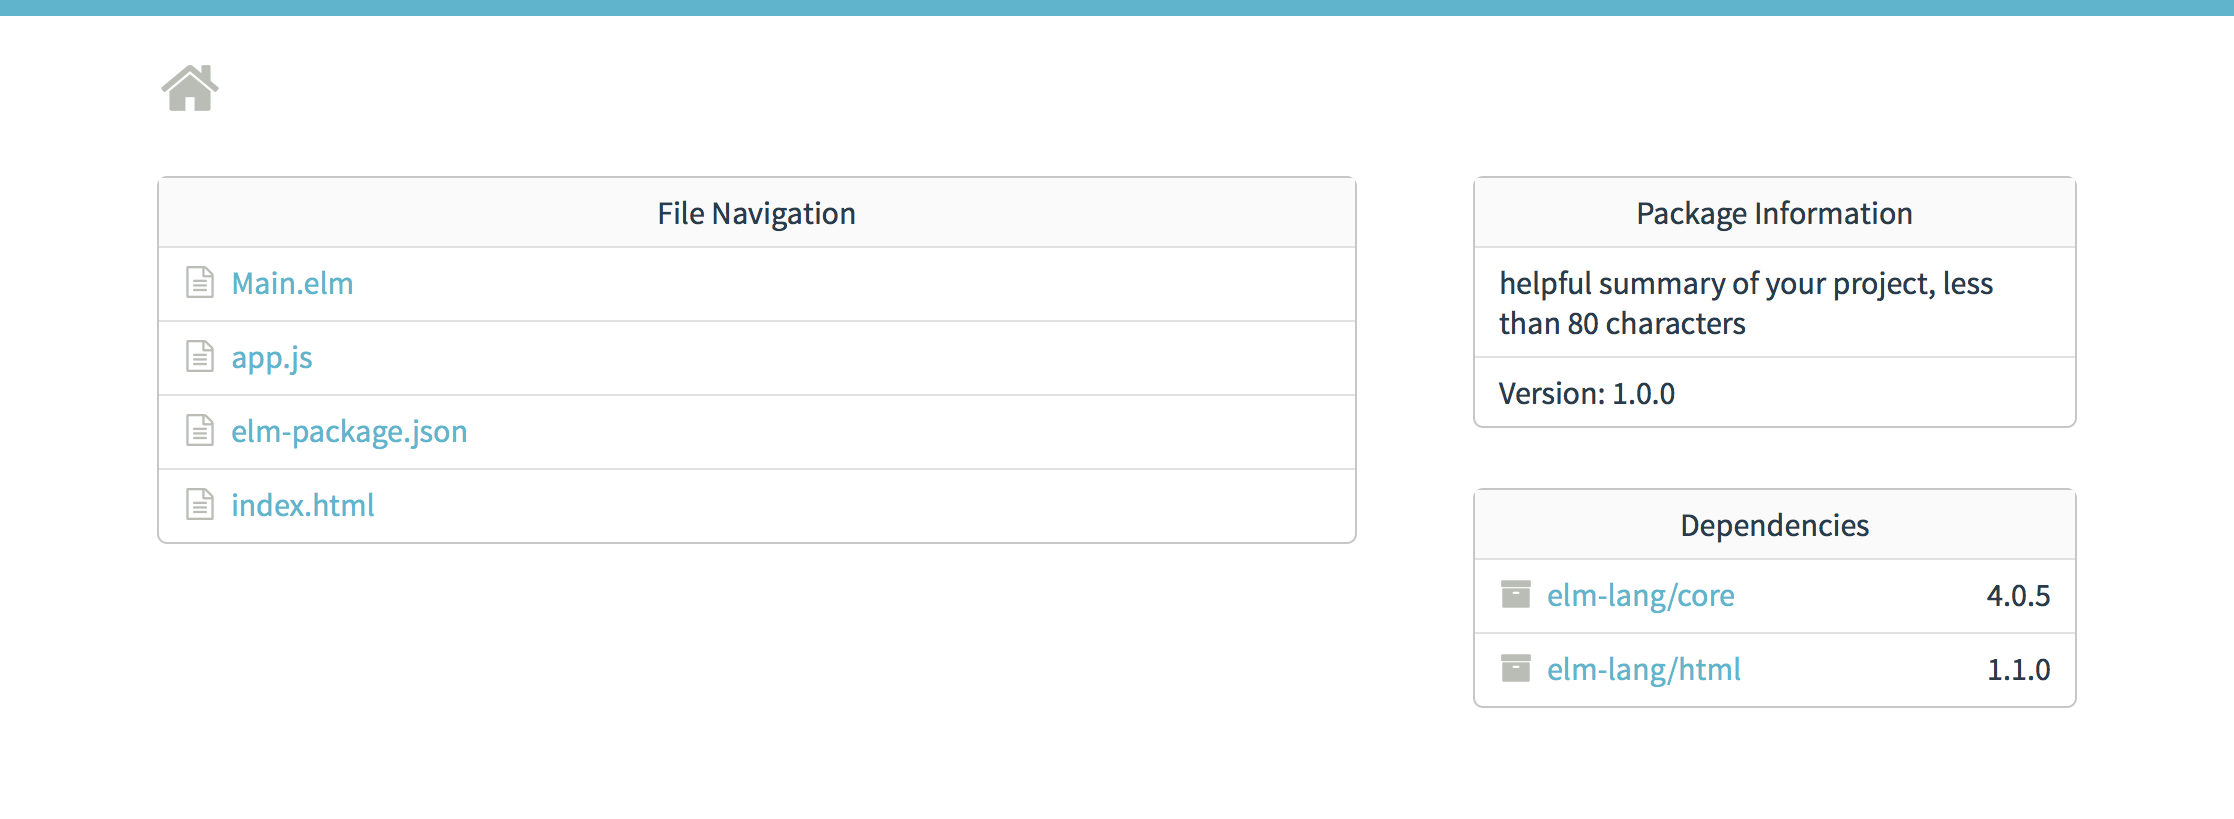 File Navigation
Main.elm
app.js
elm-package.json
index.html
Package Information
helpful summary of your project, less
than 80 characters
Version: 1.0.0
Dependencies
elm-lang/core 4.0.5
elm-lang/html 1.1.0